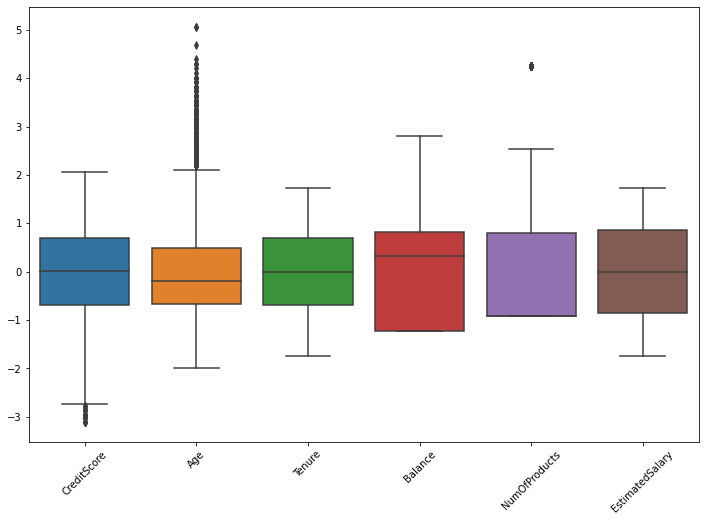 5
4
3
2
1
0
−1
−2
−3
CreditScore
Age
Tenure
Balance
NumOfProducts
EstimatedSalary